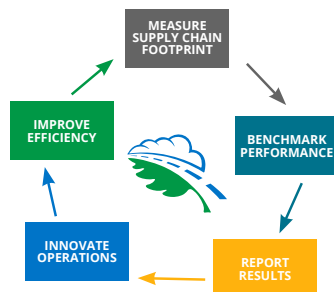 MEASURE
SUPPLY CHAIN
FOOTPRINT
BENCHMARK
PERFORMANCE
REPORT
RESULTS
INNOVATE
OPERATIONS
IMPROVE
EFFICIENCY